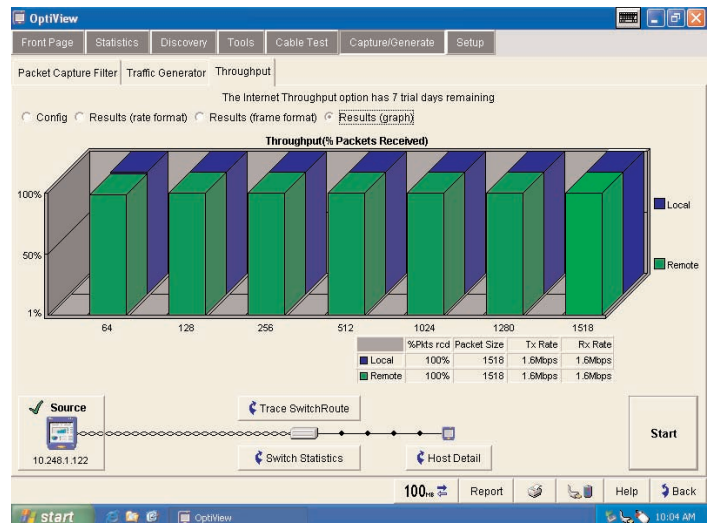 OptiView
Front Page Statistics Discovery Tools Cable Test Capture/Generate Setup
Packet Capture Filter Traffic Generator Throughput
The Internet Throughput option has 7 trial days remaining
Config Results (rate format) Results (frame format) Results (graph)
Throughput(% Packets Received)
100%
50%
1%
Local
Remote
64 128 256 512 1024 1280 1518
%Pkts rcd Packet Size Tx Rate Rx Rate
Local 100% 1518 1.6Mbps 1.6Mbps
Remote 100% 1518 1.6Mbps 1.6Mbps
Source
10.248.1.122
Trace SwitchRoute
Switch Statistics
Host Detail
Start
100 HB Report Help Back
start OptiView 10:04 AM